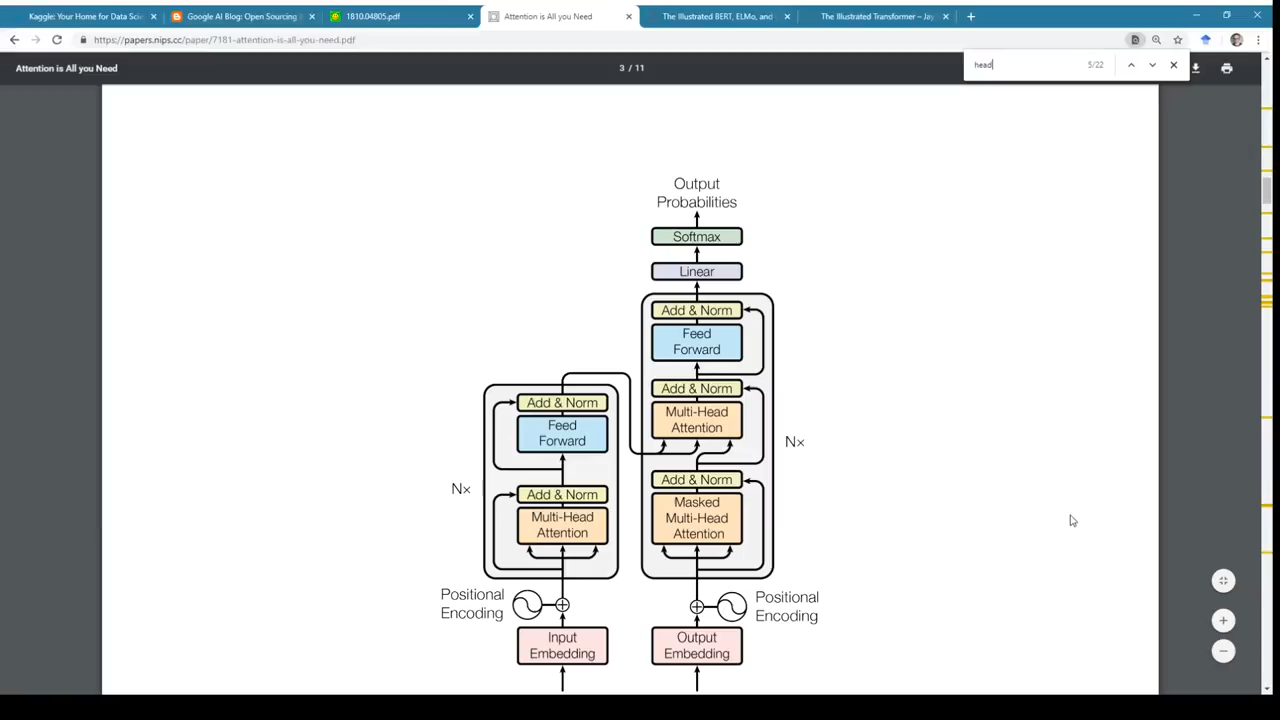 Kaggle: Your Home for Data Scie
Google AI Blog: Open Sourcing
1810.04805.pdf
Attention is All you Need
The Illustrated BERT, ELMo, and
The Illustrated Transformer – Jay
https://papers.nips.cc/paper/7181-attention-is-all-you-need.pdf
Attention is All you Need
3 / 11
head
5/22
Output
Probabilities
Softmax
Linear
Add & Norm
Feed
Forward
Add & Norm
Multi-Head
Attention
Add & Norm
Masked
Multi-Head
Attention
Nx
Add & Norm
Feed
Forward
Add & Norm
Multi-Head
Attention
Nx
Positional
Encoding
Positional
Encoding
Input
Embedding
Output
Embedding